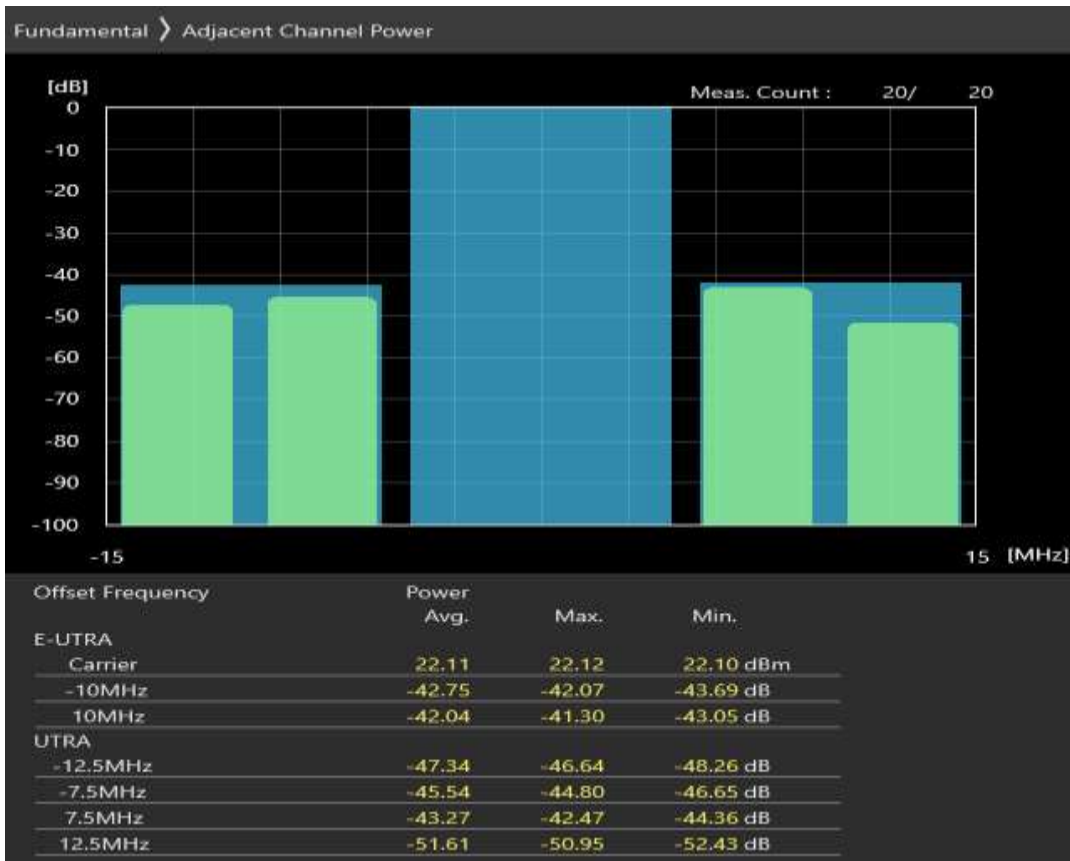 Fundamental 〉 Adjacent Channel Power
[dB]
Meas. Count : 20/ 20
0
-10
-20
-30
-40
-50
-60
-70
-80
-90
-100
-15 15 [MHz]
Offset Frequency Power
Avg. Max. Min.
E-UTRA
Carrier 22.11 22.12 22.10 dBm
-10MHz -42.75 -42.07 -43.69 dB
10MHz -42.04 -41.30 -43.05 dB
UTRA
-12.5MHz -47.34 -46.64 -48.26 dB
-7.5MHz -45.54 -44.80 -46.65 dB
7.5MHz -43.27 -42.47 -44.36 dB
12.5MHz -51.61 -50.95 -52.43 dB